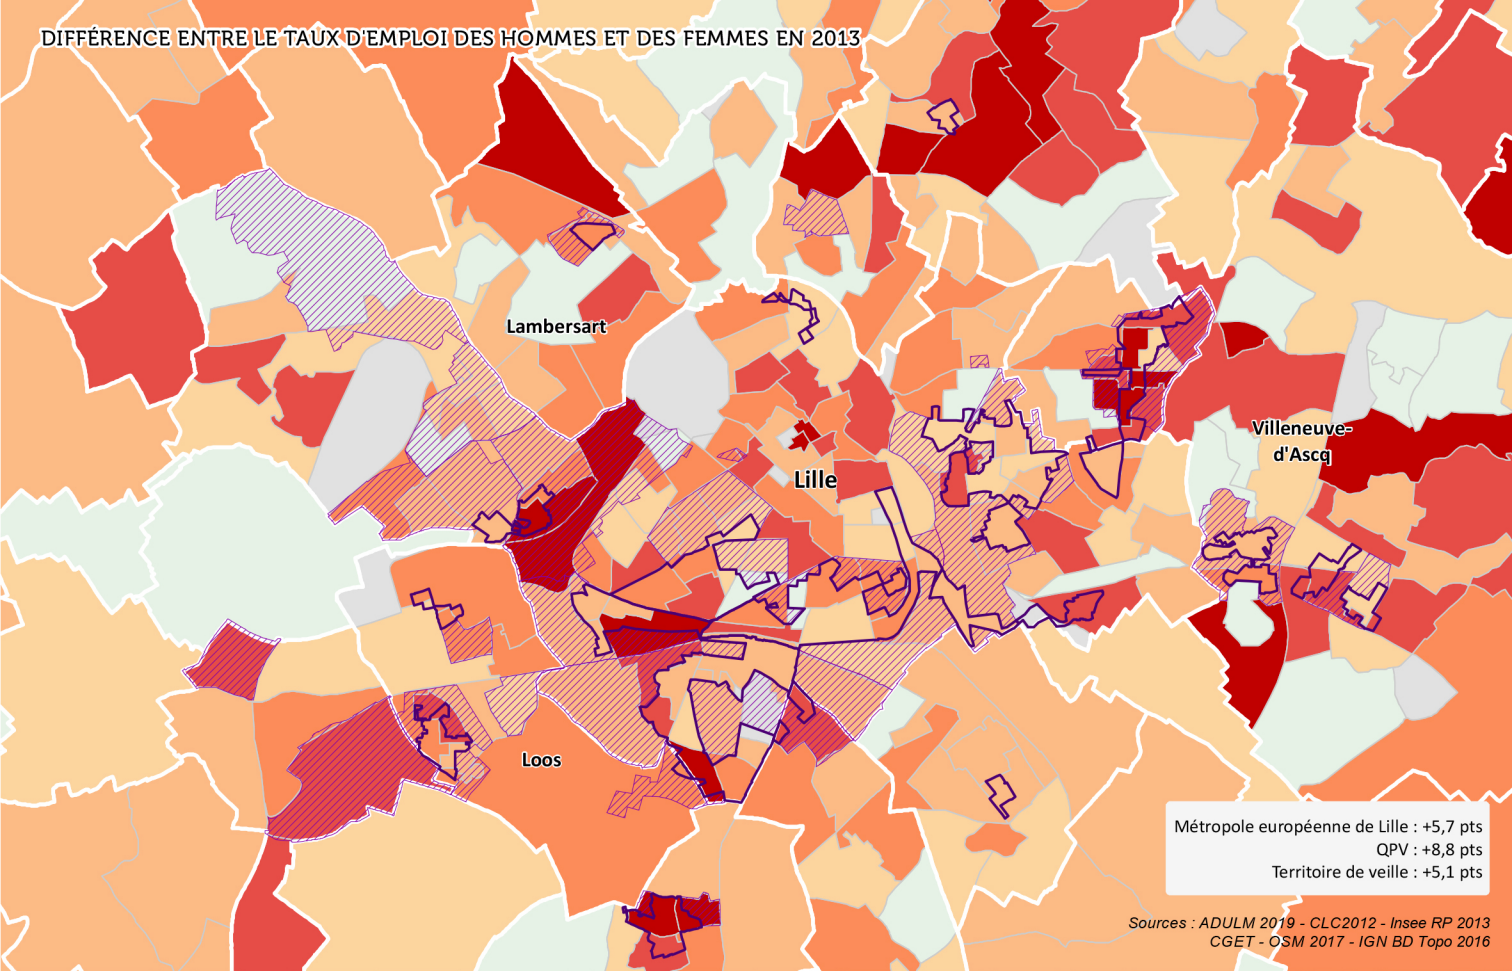 DIFFÉRENCE ENTRE LE TAUX D'EMPLOI DES HOMMES ET DES FEMMES EN 2013
Lambersart
Villeneuve-
d'Ascq
Lille
Loos
Métropole européenne de Lille : +5,7 pts
QPV : +8,8 pts
Territoire de veille : +5,1 pts
Sources : ADULM 2019 - CLC2012 - Insee RP 2013
CGET - OSM 2017 - IGN BD Topo 2016